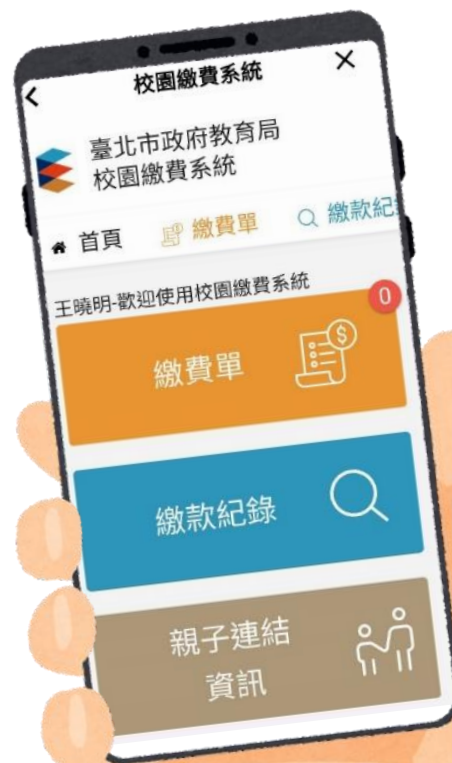 校園繳費系統
臺北市政府教育局
校園繳費系統
首頁 繳費單 繳款紀
王曉明-歡迎使用校園繳費系統
0
繳費單
繳款紀錄
親子連結
資訊